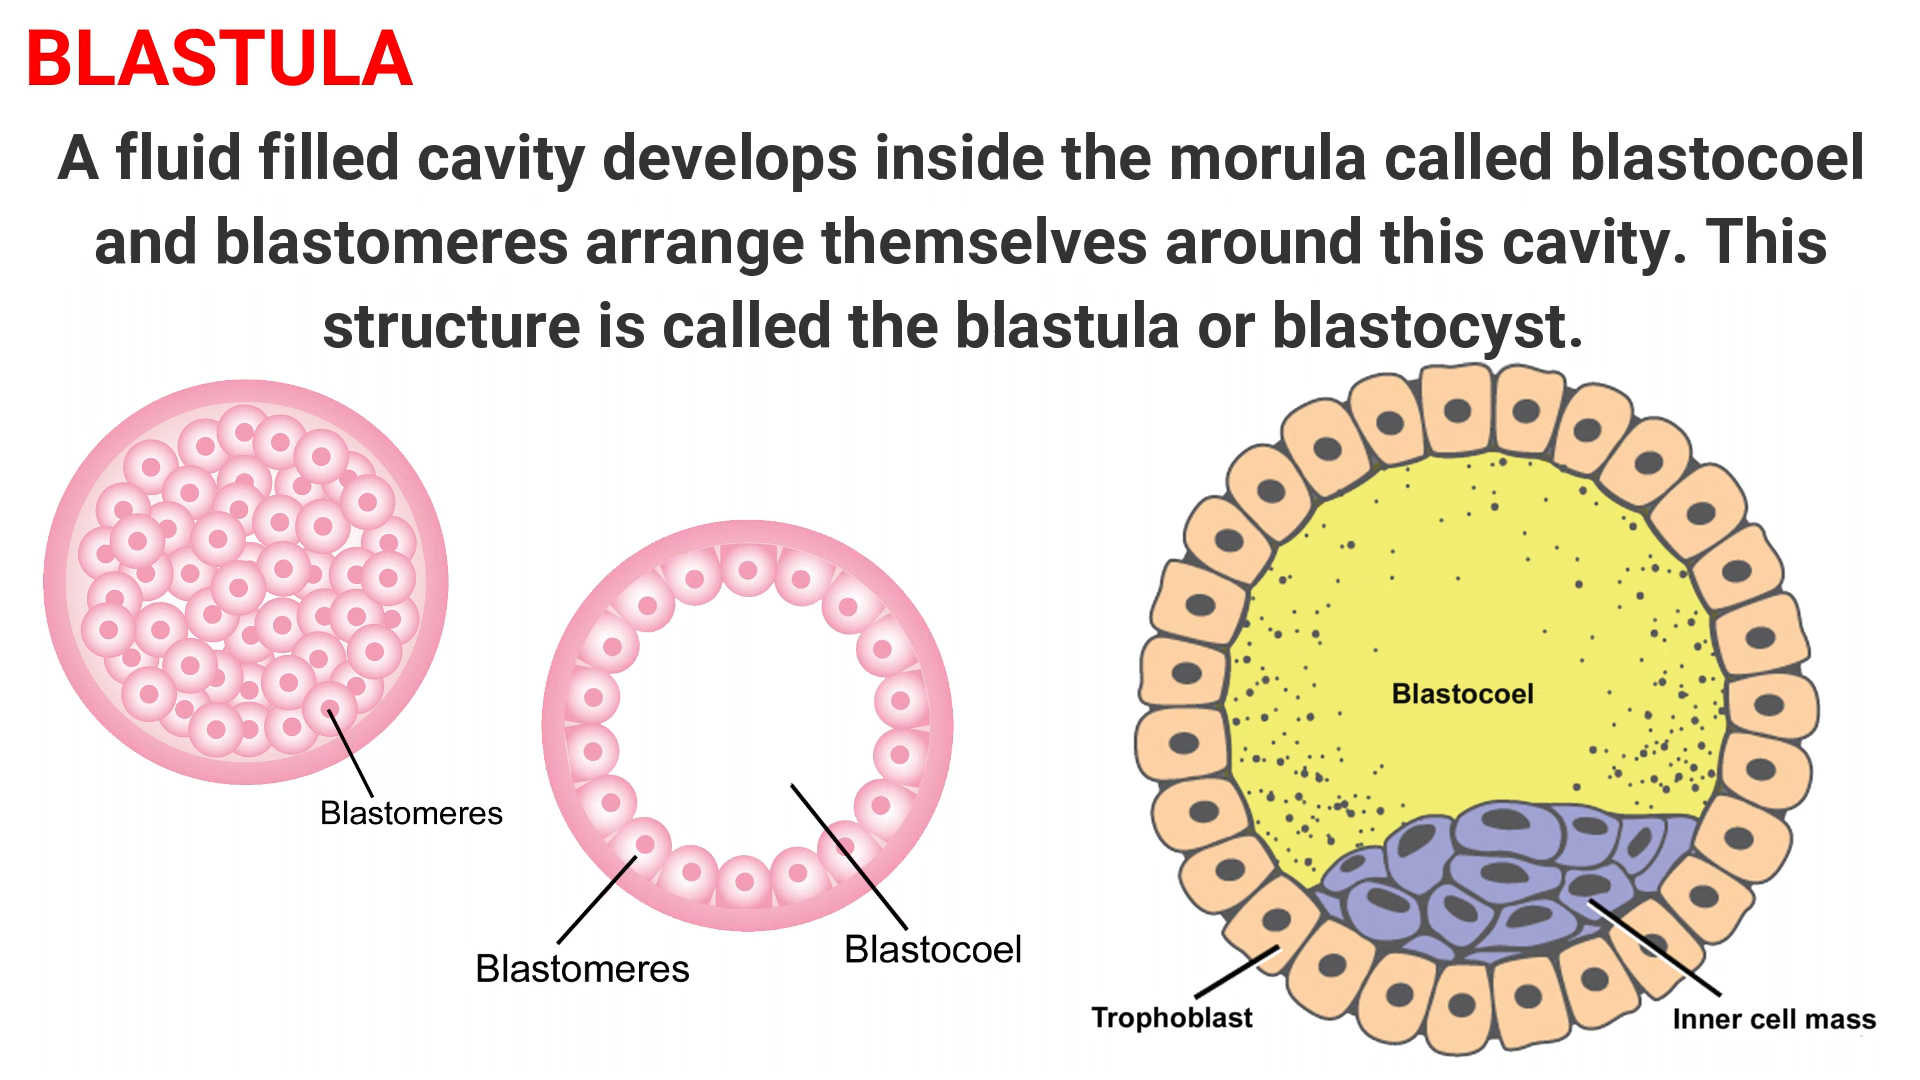 BLASTULA
A fluid filled cavity develops inside the morula called blastocoel
and blastomeres arrange themselves around this cavity. This
structure is called the blastula or blastocyst.
Blastomeres
Blastomeres
Blastocoel
Blastocoel
Trophoblast
Inner cell mass